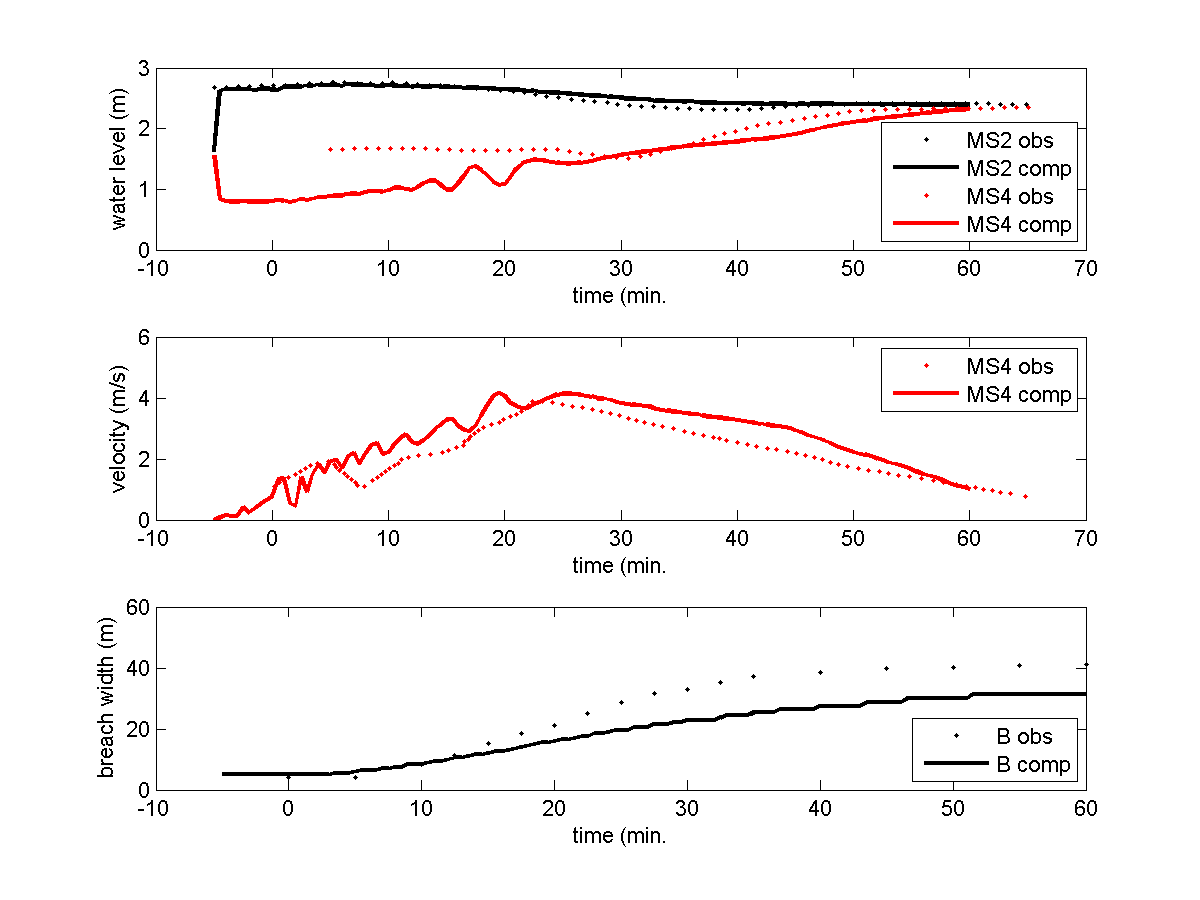 water level (m)
3
2
1
0
-10 0 10 20 30 40 50 60 70
time (min.
MS2 obs
MS2 comp
MS4 obs
MS4 comp
velocity (m/s)
6
4
2
0
-10 0 10 20 30 40 50 60 70
time (min.
MS4 obs
MS4 comp
breach width (m)
60
40
20
0
-10 0 10 20 30 40 50 60
time (min.
B obs
B comp